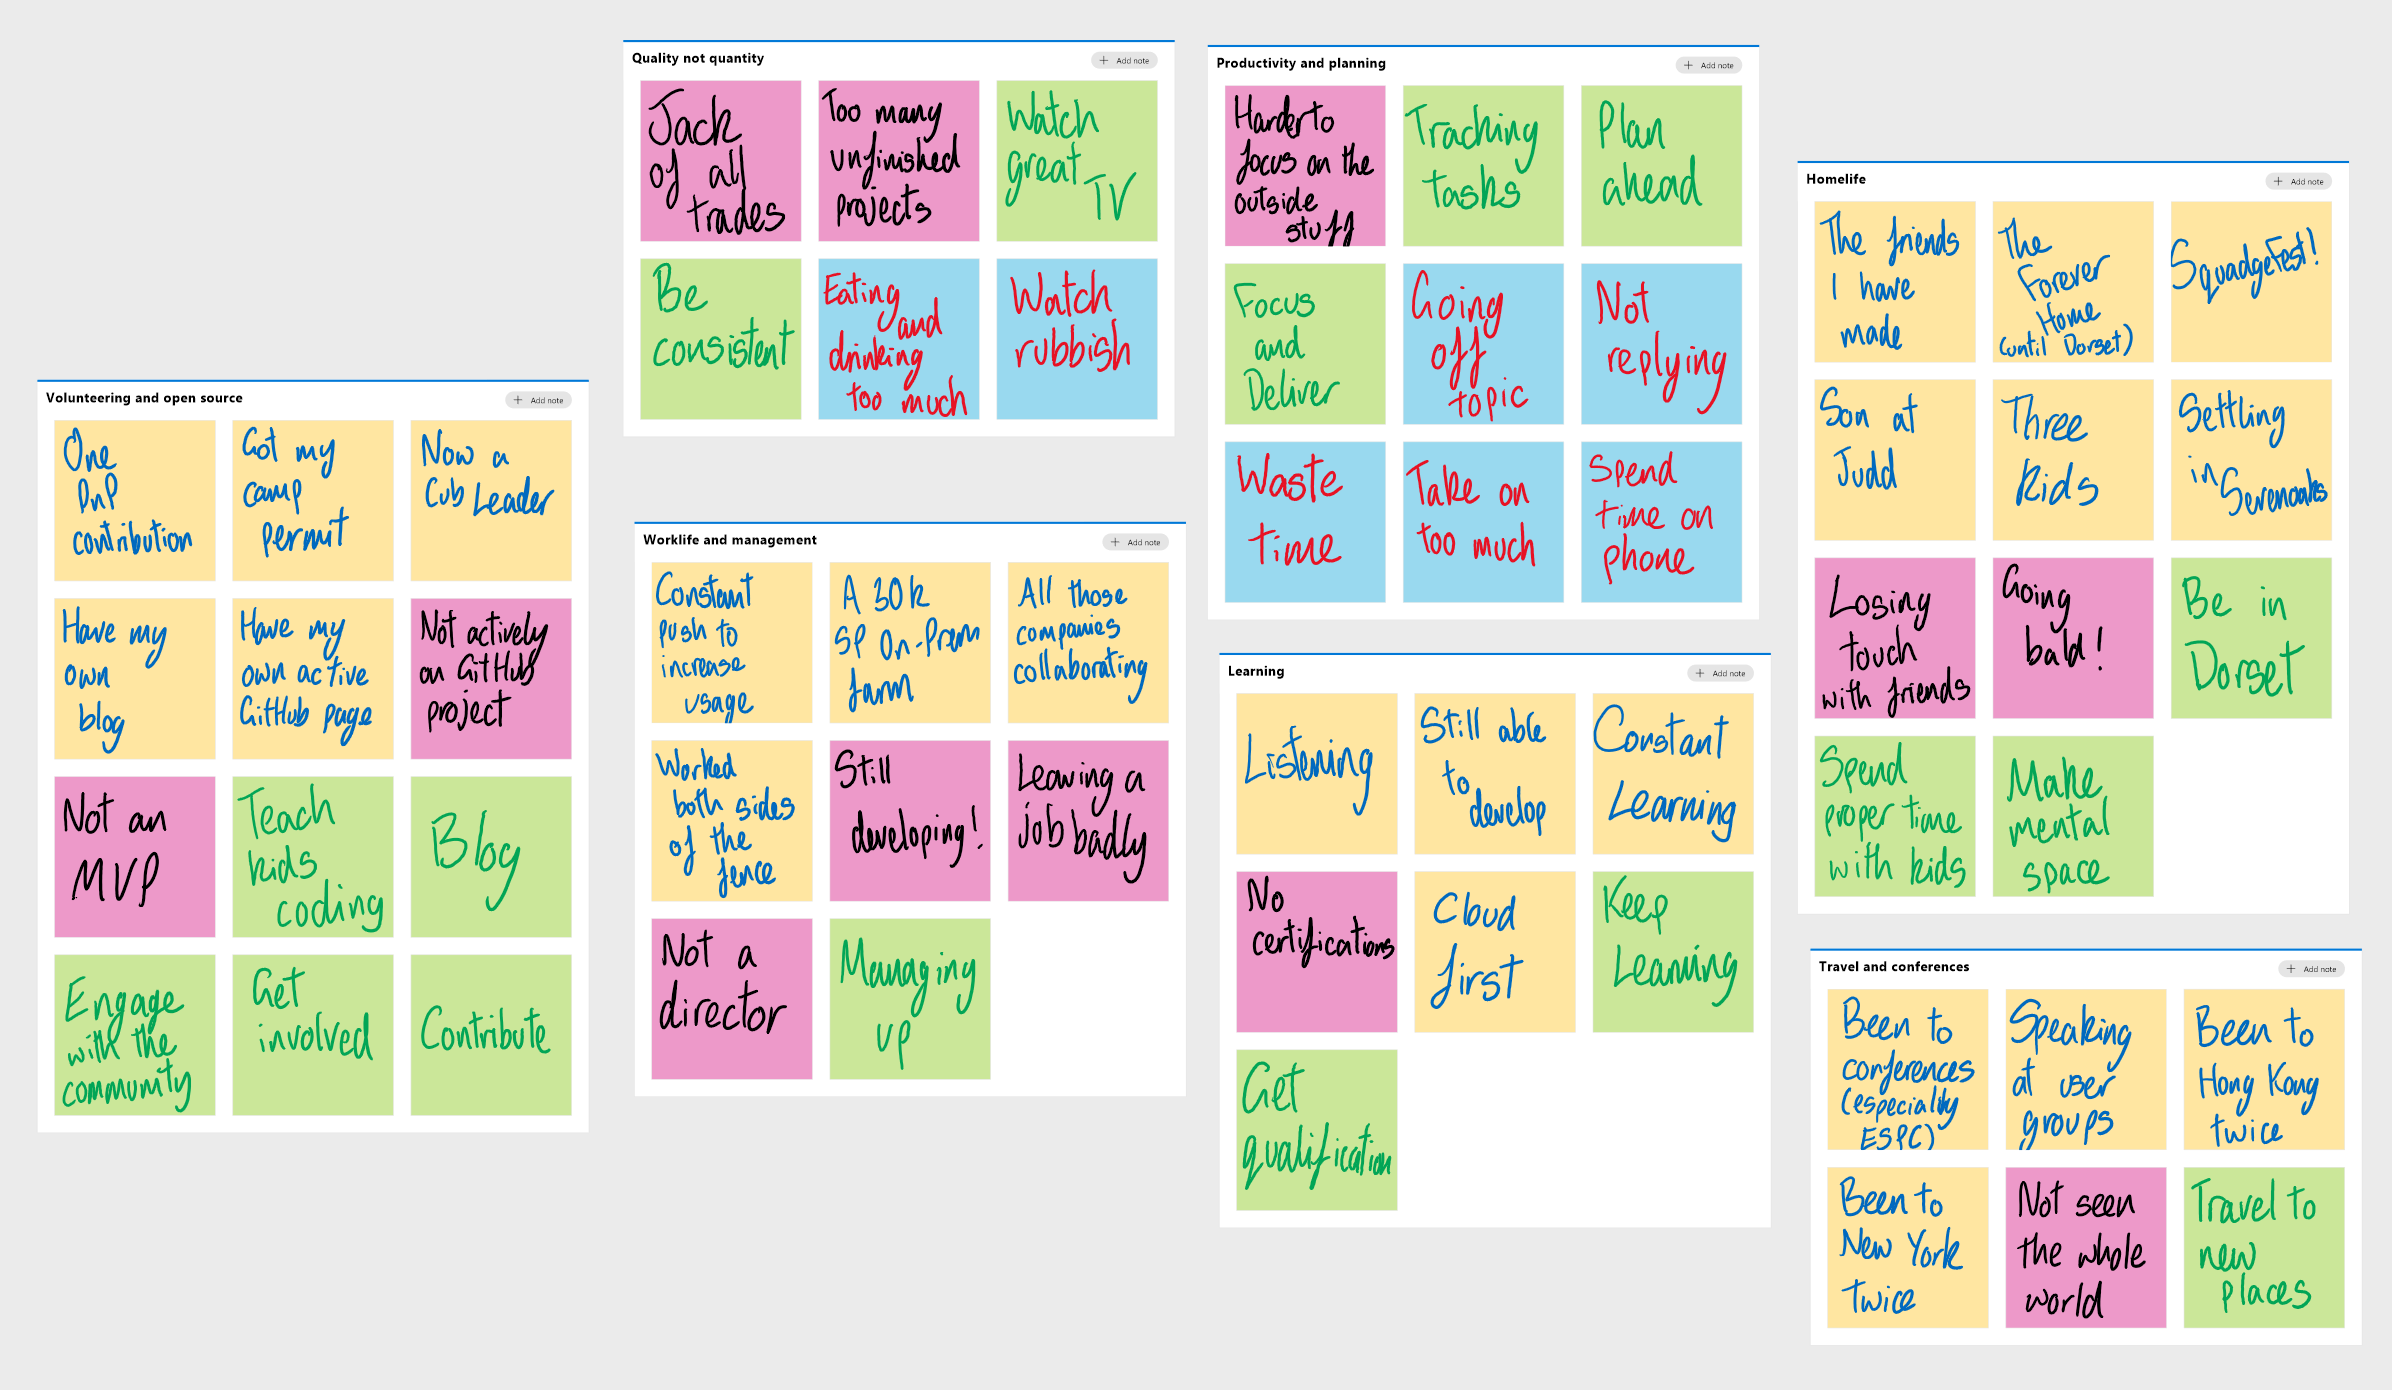 Volunteering and open source
+ Add note
One
PnP
contribution
Got my
camp
permit
Now a
Cub Leader
Have my
own
blog
Have my
own active
GitHub page
Not actively
on GitHub
project
Not an
MVP
Teach
kids
coding
Blog
Engage
with the
community
Get
involved
Contribute
Quality not quantity
+ Add note
Jack
of all
trades
Too many
unfinished
projects
Watch
great
TV
Be
consistent
Eating
and
drinking
too much
Watch
rubbish
Worklife and management
+ Add note
Constant
push to
increase
usage
A 30k
SP On-Prem
farm
All those
companies
collaborating
Worked
both sides
of the
fence
Still
developing!
Leaving a
job badly
Not a
director
Managing
up
Productivity and planning
+ Add note
Harder to
focus on the
outside
stuff
Tracking
tasks
Plan
ahead
Focus
and
Deliver
Going
off
topic
Not
replying
Waste
time
Take on
too much
Spend
time on
phone
Learning
+ Add note
Listening
Still able
to
develop
Constant
Learning
No
certifications
Cloud
first
Keep
Learning
Get
qualification
Homelife
+ Add note
The friends
I have
made
The
Forever
Home
(until Dorset)
SquadgeFest!
Son at
Judd
Three
kids
Settling
in
Sevenoaks
Losing
touch
with friends
Going
bald!
Be in
Dorset
Spend
proper time
with kids
Make
mental
space
Travel and conferences
+ Add note
Been to
conferences
(especially
ESPC)
Speaking
at user
groups
Been to
Hong Kong
twice
Been to
New York
twice
Not seen
the whole
world
Travel to
new
places